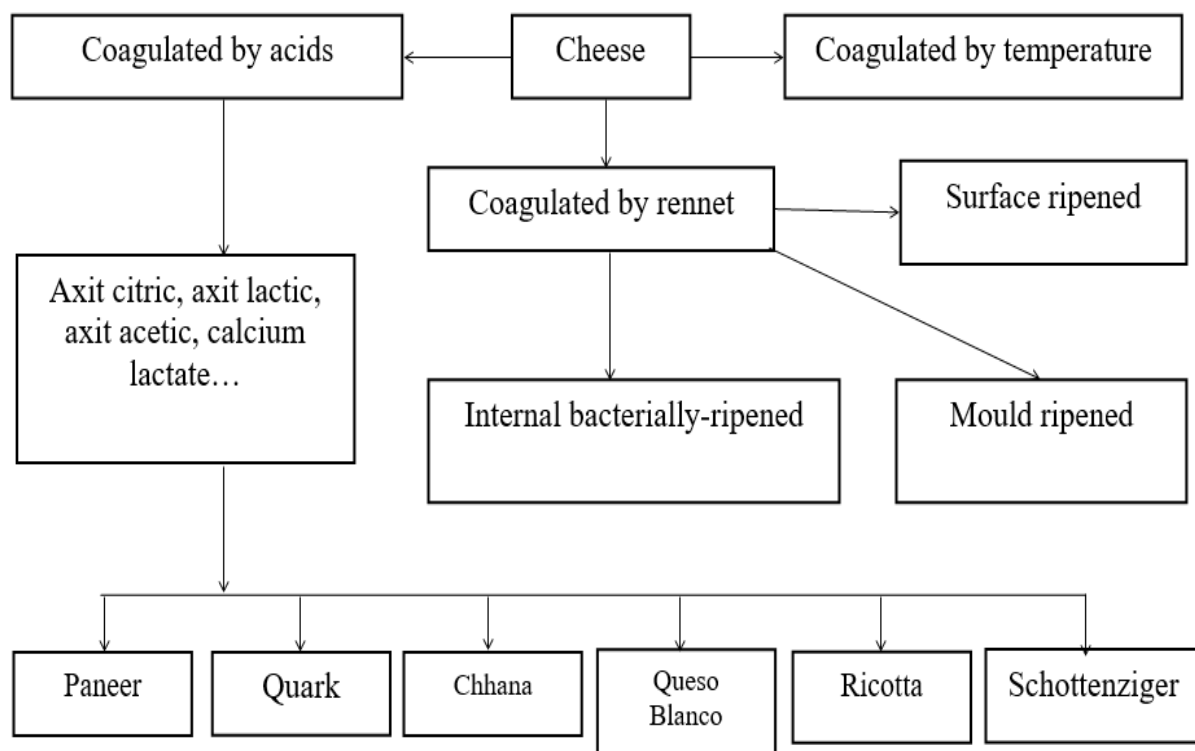 Coagulated by acids
Cheese
Coagulated by temperature
Coagulated by rennet
Surface ripened
Axit citric, axit lactic,
axit acetic, calcium
lactate…
Internal bacterially-ripened
Mould ripened
Paneer
Quark
Chhana
Queso
Blanco
Ricotta
Schottenziger